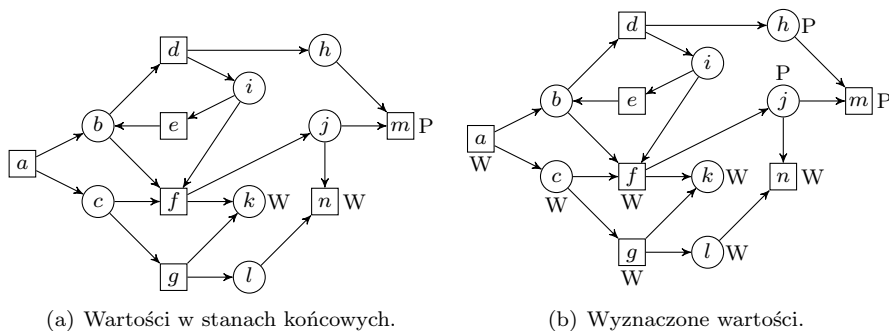 d h
i
b e j m P
a
c f k W n W
g l
(a) Wartości w stanach końcowych.
d h P
i P
b e j m P
a
W
c f k W n W
W W
g l W
W
(b) Wyznaczone wartości.